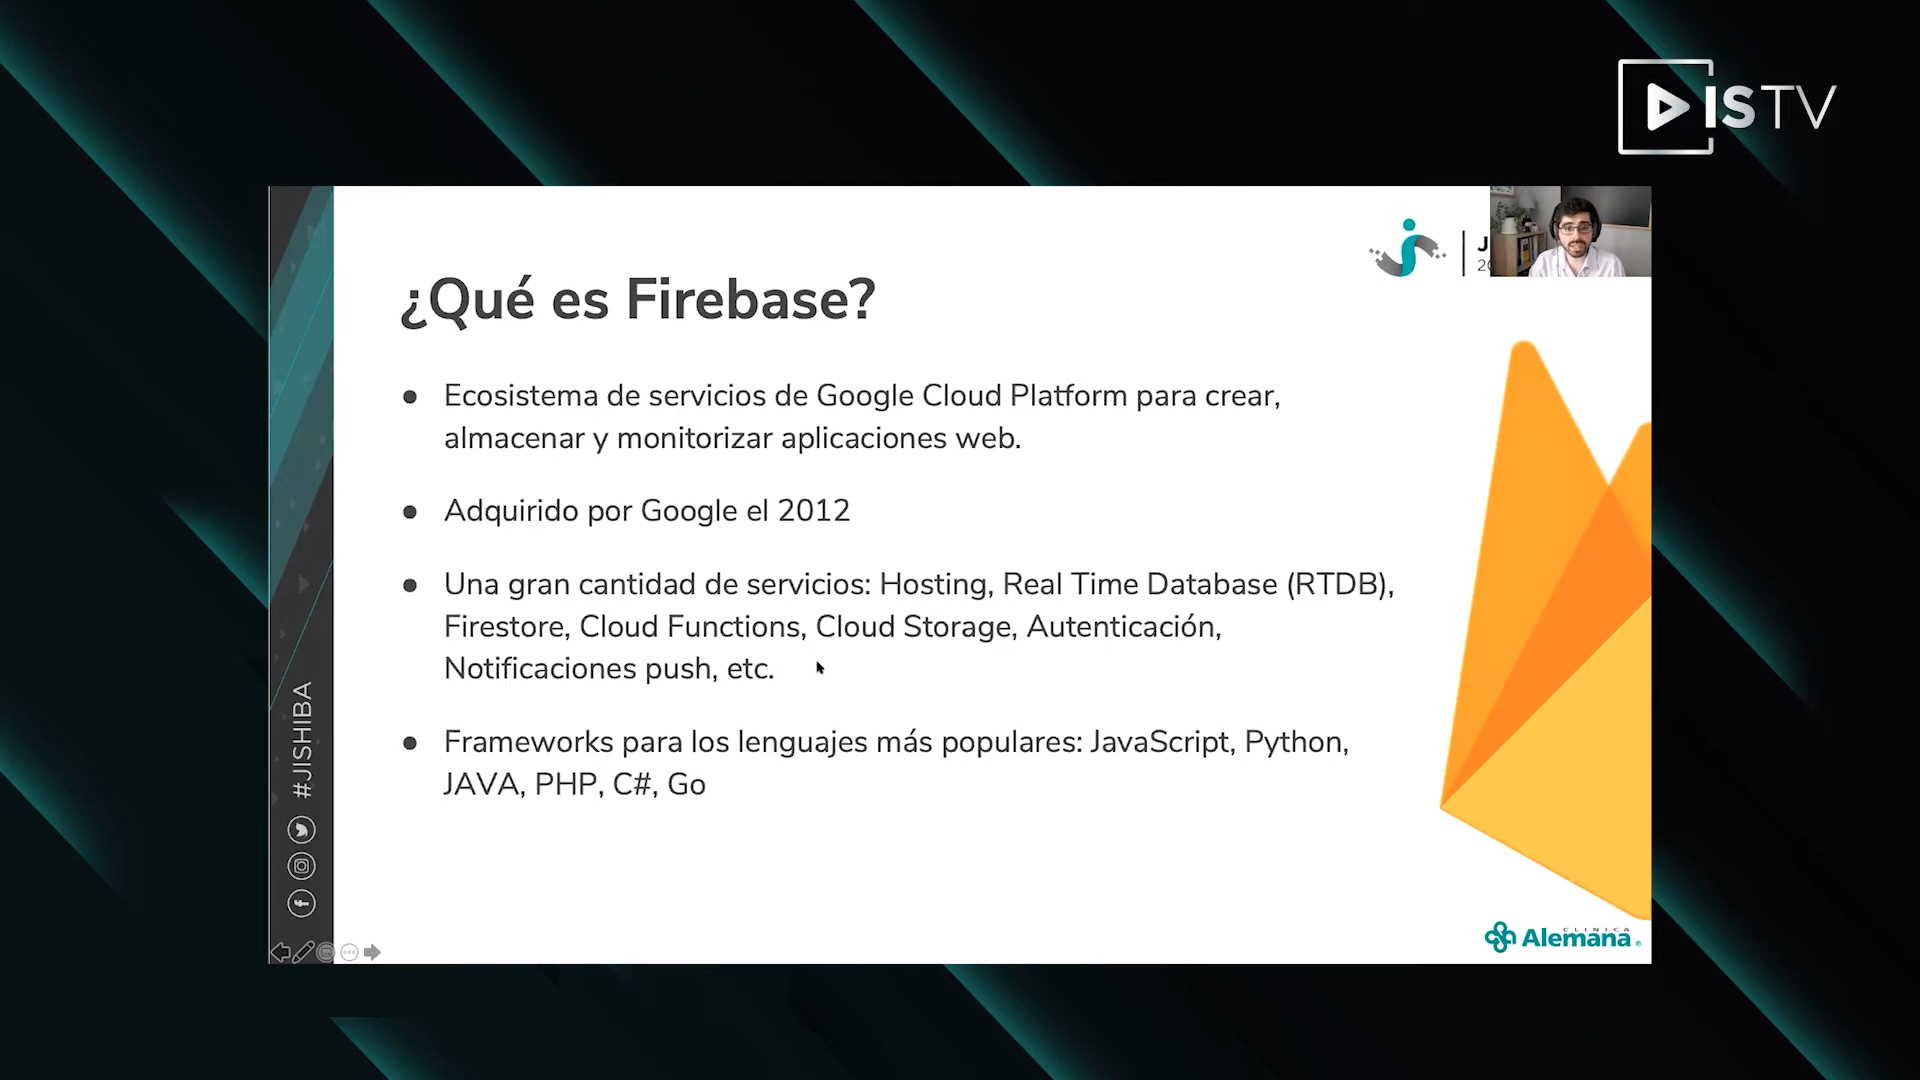 ISTV
¿Qué es Firebase?
● Ecosistema de servicios de Google Cloud Platform para crear,
almacenar y monitorizar aplicaciones web.
● Adquirido por Google el 2012
● Una gran cantidad de servicios: Hosting, Real Time Database (RTDB),
Firestore, Cloud Functions, Cloud Storage, Autenticación,
Notificaciones push, etc.
● Frameworks para los lenguajes más populares: JavaScript, Python,
JAVA, PHP, C#, Go
#JISHIBA
CLINICA
Alemana